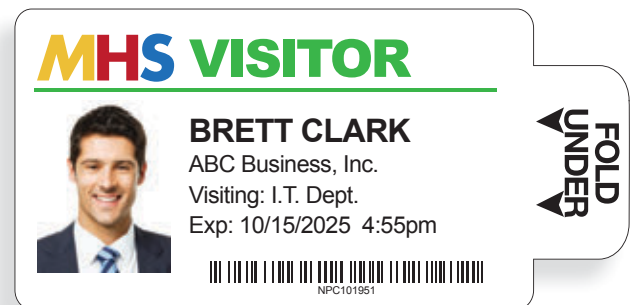 MHS VISITOR
BRETT CLARK
ABC Business, Inc.
Visiting: I.T. Dept.
Exp: 10/15/2025 4:55pm
NPC101951
FOLD
UNDER